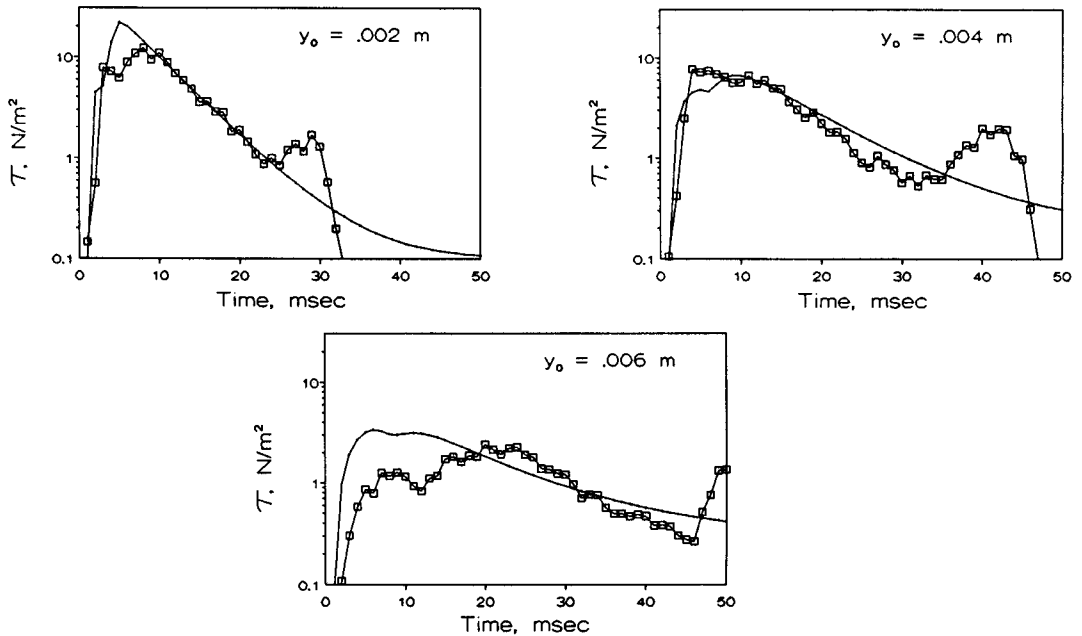 y₀ = .002 m
10
1
0.1
τ, N/m²
0 10 20 30 40 50
Time, msec
y₀ = .004 m
10
1
0.1
τ, N/m²
0 10 20 30 40 50
Time, msec
y₀ = .006 m
10
1
0.1
τ, N/m²
0 10 20 30 40 50
Time, msec